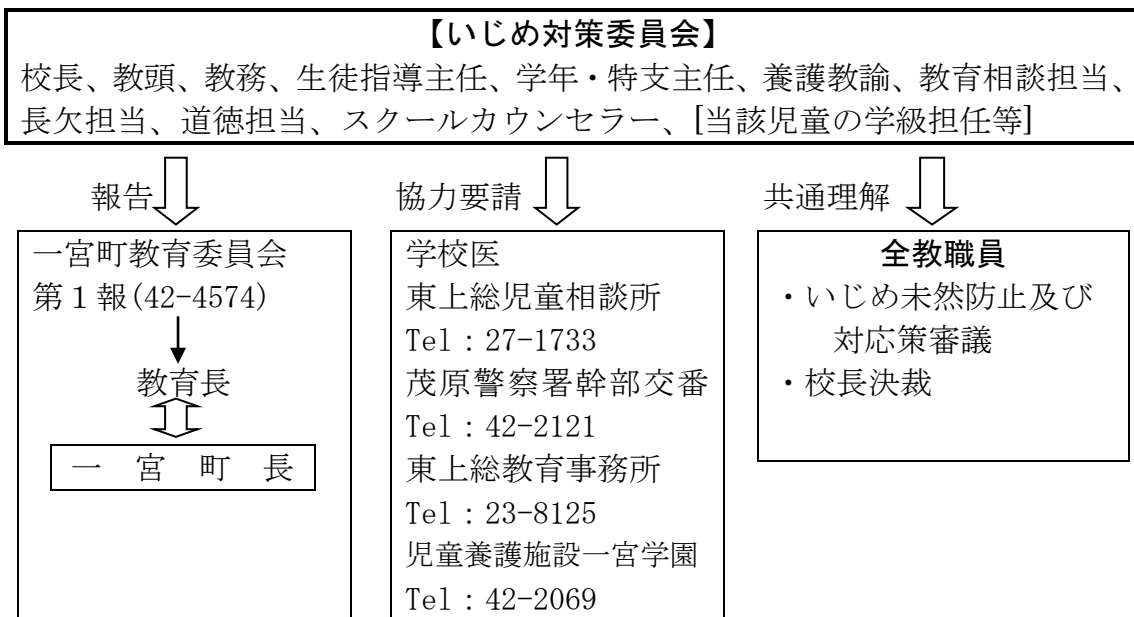 【いじめ対策委員会】
校長、教頭、教務、生徒指導主任、学年・特支主任、養護教諭、教育相談担当、
長欠担当、道徳担当、スクールカウンセラー、[当該児童の学級担任等]
報告
協力要請
共通理解
一宮町教育委員会
第１報(42-4574)
教育長
一　宮　町　長
学校医
東上総児童相談所
Tel：27-1733
茂原警察署幹部交番
Tel：42-2121
東上総教育事務所
Tel：23-8125
児童養護施設一宮学園
Tel：42-2069
全教職員
・いじめ未然防止及び
対応策審議
・校長決裁